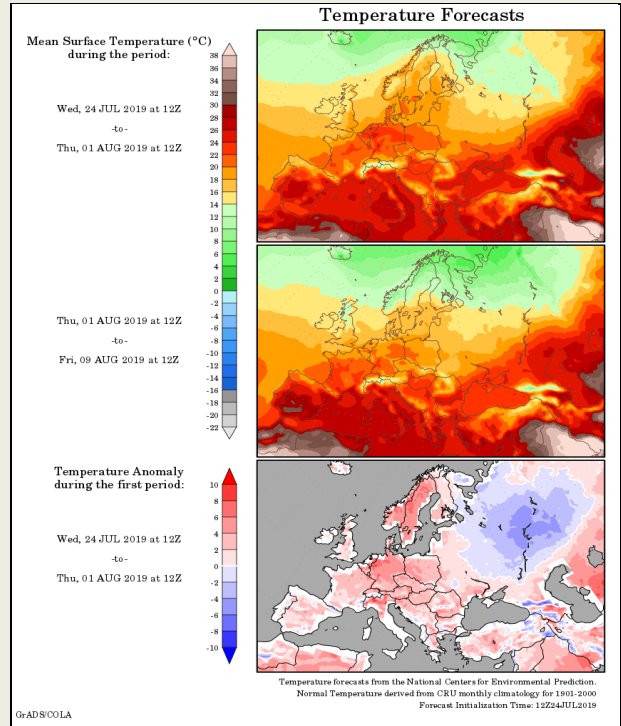 Temperature Forecasts
Mean Surface Temperature (°C)
during the period:
Wed, 24 JUL 2019 at 12Z
-to-
Thu, 01 AUG 2019 at 12Z
38
36
34
32
30
28
26
24
22
20
18
16
14
12
10
8
6
4
2
0
-2
-4
-6
-8
-10
-12
-14
-16
-18
-20
-22
Thu, 01 AUG 2019 at 12Z
-to-
Fri, 09 AUG 2019 at 12Z
Temperature Anomaly
during the first period:
Wed, 24 JUL 2019 at 12Z
-to-
Thu, 01 AUG 2019 at 12Z
10
8
6
4
2
0
-2
-4
-6
-8
-10
Temperature forecasts from the National Centers for Environmental Prediction.
Normal Temperature derived from CRU monthly climatology for 1901-2000
Forecast Initialization Time: 12Z24JUL2019
GrADS/COLA